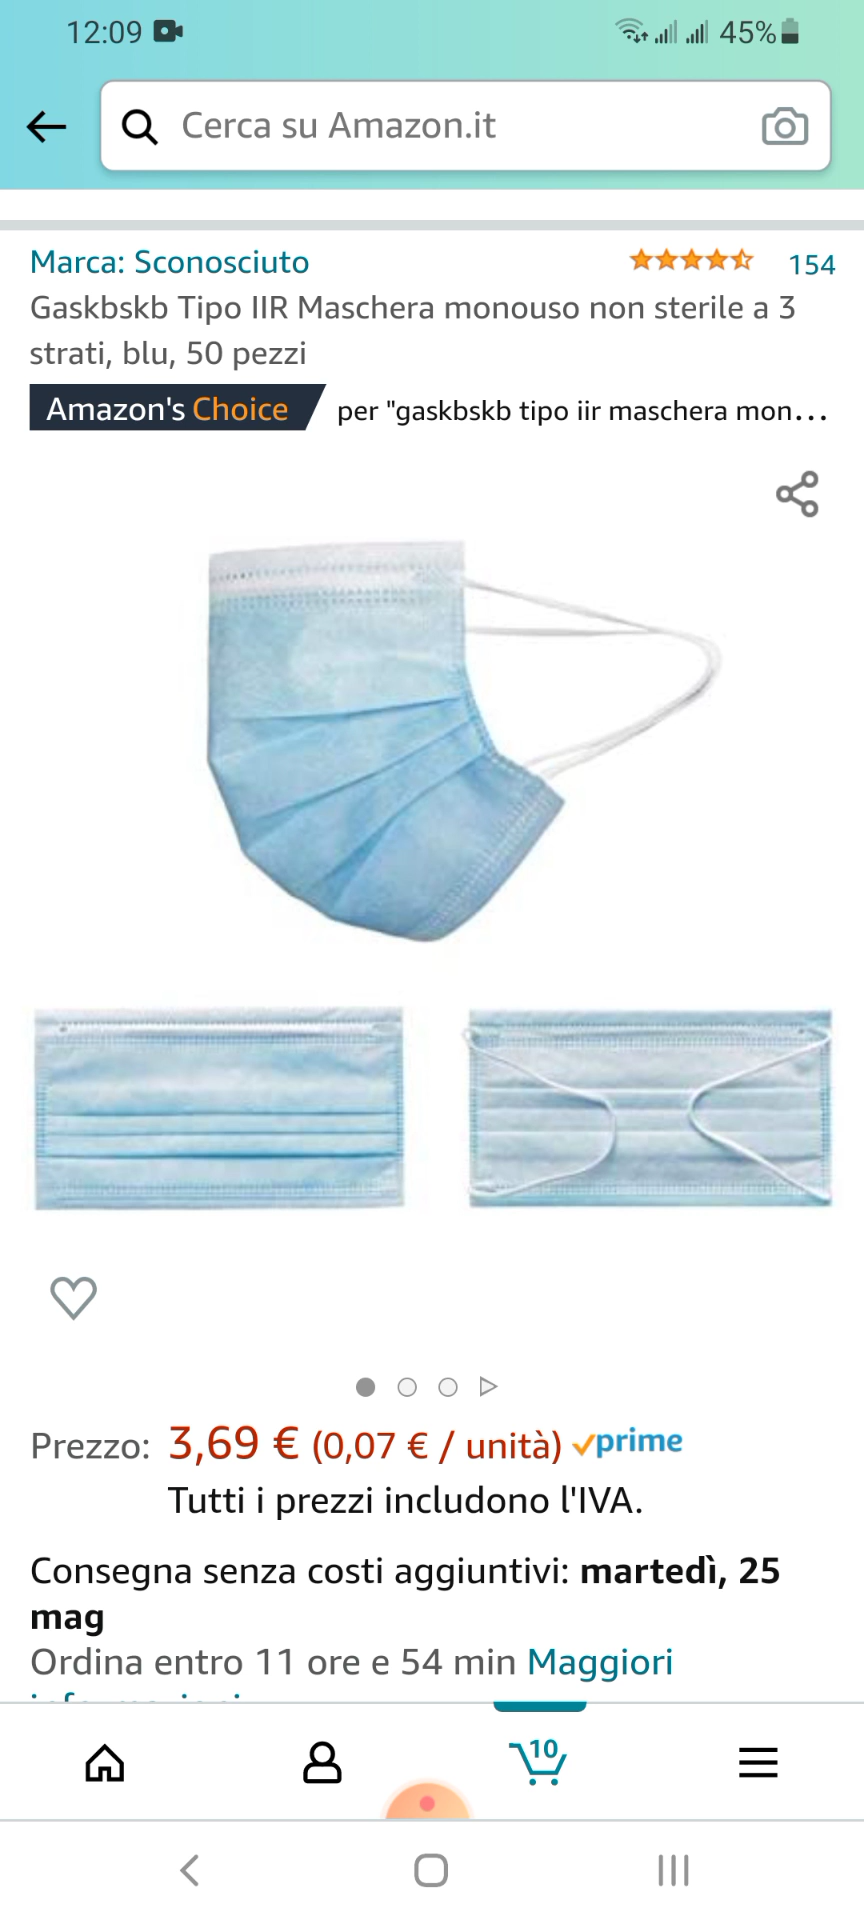 12:09
45%
Cerca su Amazon.it
Marca: Sconosciuto
154
Gaskbskb Tipo IIR Maschera monouso non sterile a 3
strati, blu, 50 pezzi
Amazon's Choice per "gaskbskb tipo iir maschera mon...
Prezzo: 3,69 € (0,07 € / unità) prime
Tutti i prezzi includono l'IVA.
Consegna senza costi aggiuntivi: martedì, 25
mag
Ordina entro 11 ore e 54 min Maggiori
10